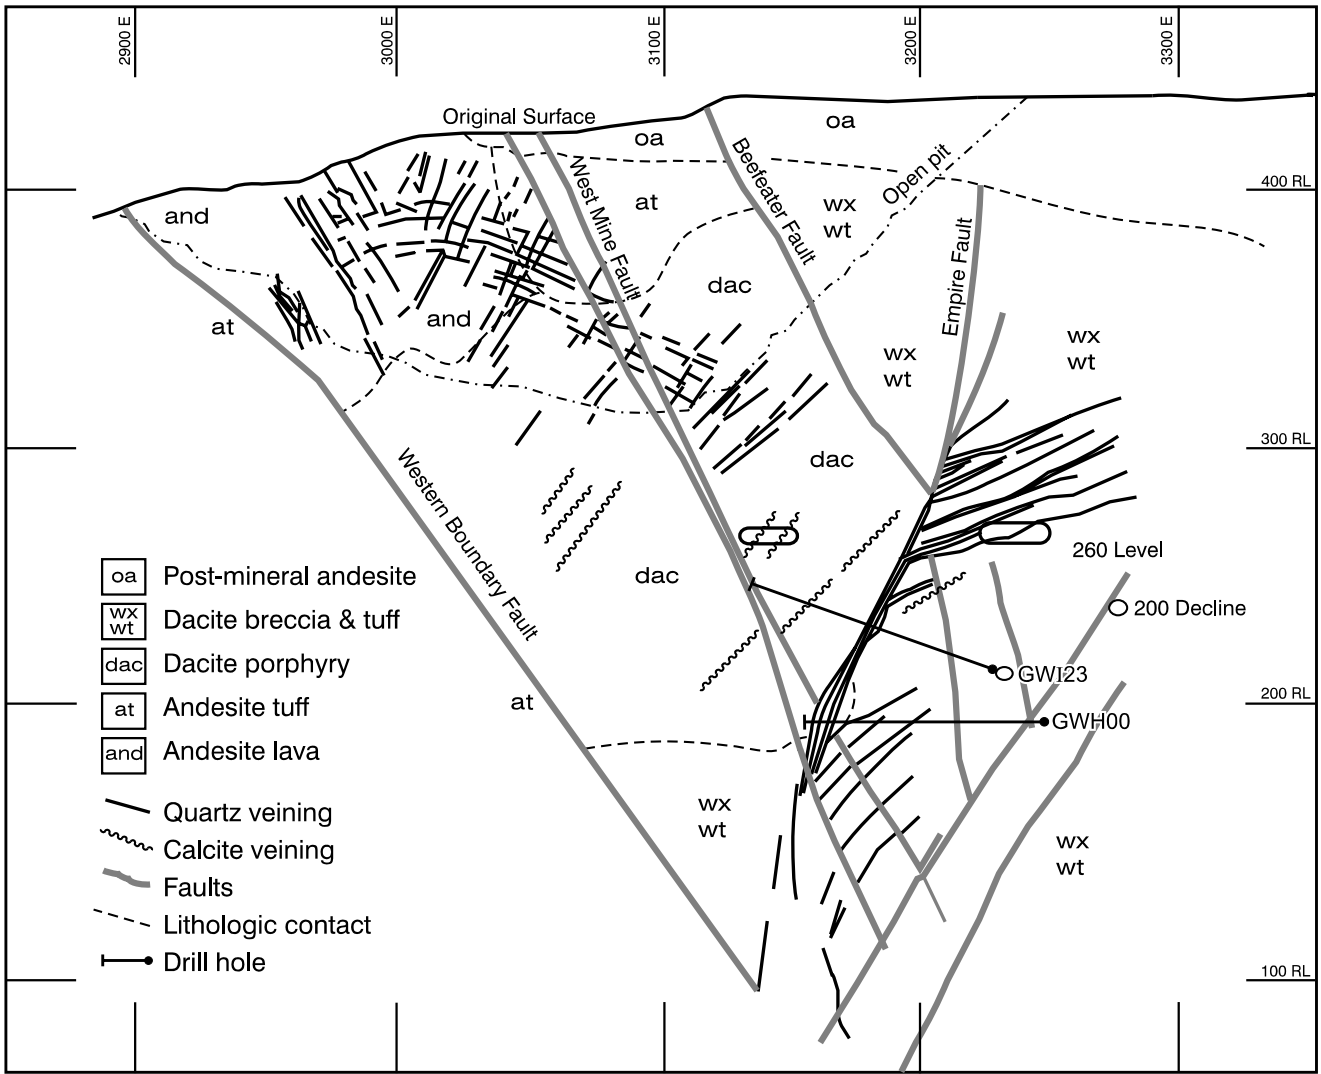 2900 E
3000 E
3100 E
3200 E
3300 E
Original Surface
oa
oa
and
at
West Mine Fault
at
Beefeater Fault
wx
wt
Open pit
400 RL
Empire Fault
dac
and
wx
wt
wx
wt
dac
300 RL
Western Boundary Fault
dac
260 Level
200 Decline
GWI23
at
200 RL
GWH00
wx
wt
wx
wt
100 RL
oa Post-mineral andesite
wx
wt Dacite breccia & tuff
dac Dacite porphyry
at Andesite tuff
and Andesite lava
Quartz veining
Calcite veining
Faults
Lithologic contact
Drill hole